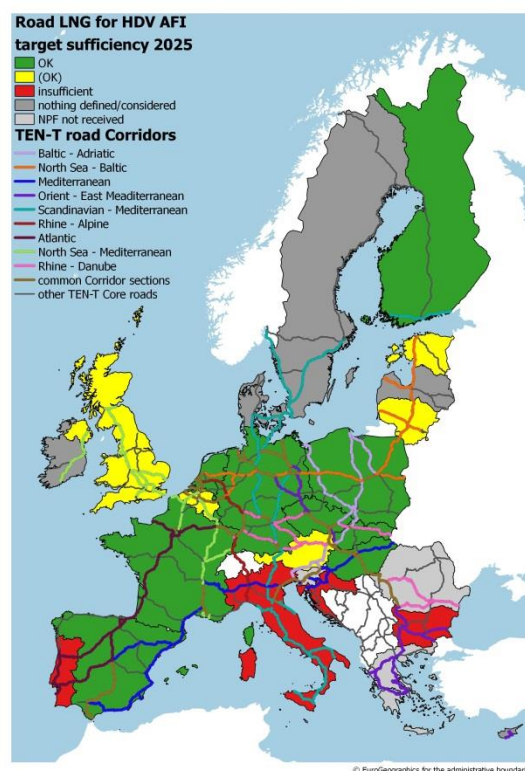 Road LNG for HDV AFI
target sufficiency 2025
OK
(OK)
insufficient
nothing defined/considered
NPF not received
TEN-T road Corridors
Baltic - Adriatic
North Sea - Baltic
Mediterranean
Orient - East Meaditerranean
Scandinavian - Mediterranean
Rhine - Alpine
Atlantic
North Sea - Mediterranean
Rhine - Danube
common Corridor sections
other TEN-T Core roads
© EuroGeographics for the administrative boundar